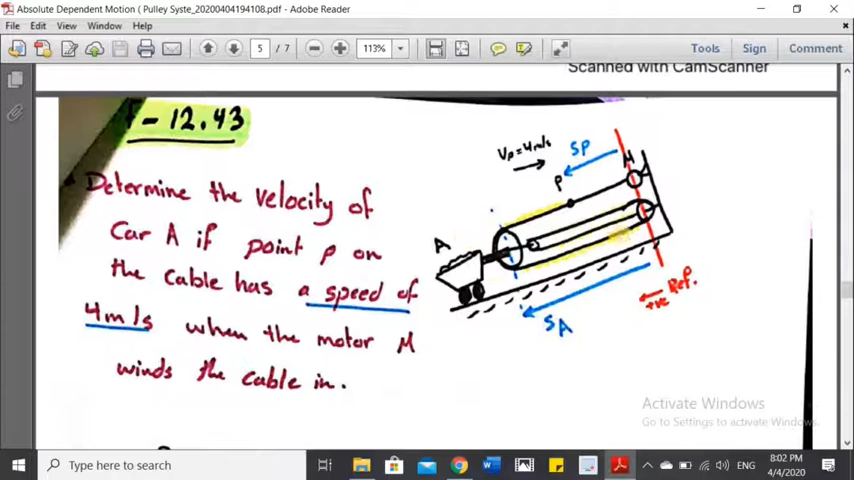 Absolute Dependent Motion ( Pulley Syste_20200404194108.pdf - Adobe Reader
File Edit View Window Help
5 / 7
113%
Tools
Sign
Comment
Scanned with CamScanner
F - 12.43
Determine the velocity of
Car A if point P on
the cable has a speed of
4m/s when the motor M
winds the cable in.
Vp = 4m/s
SP
M
P
A
SA
+ve Ref.
Activate Windows
Go to Settings to activate Windows.
Type here to search
ENG
8:02 PM
4/4/2020